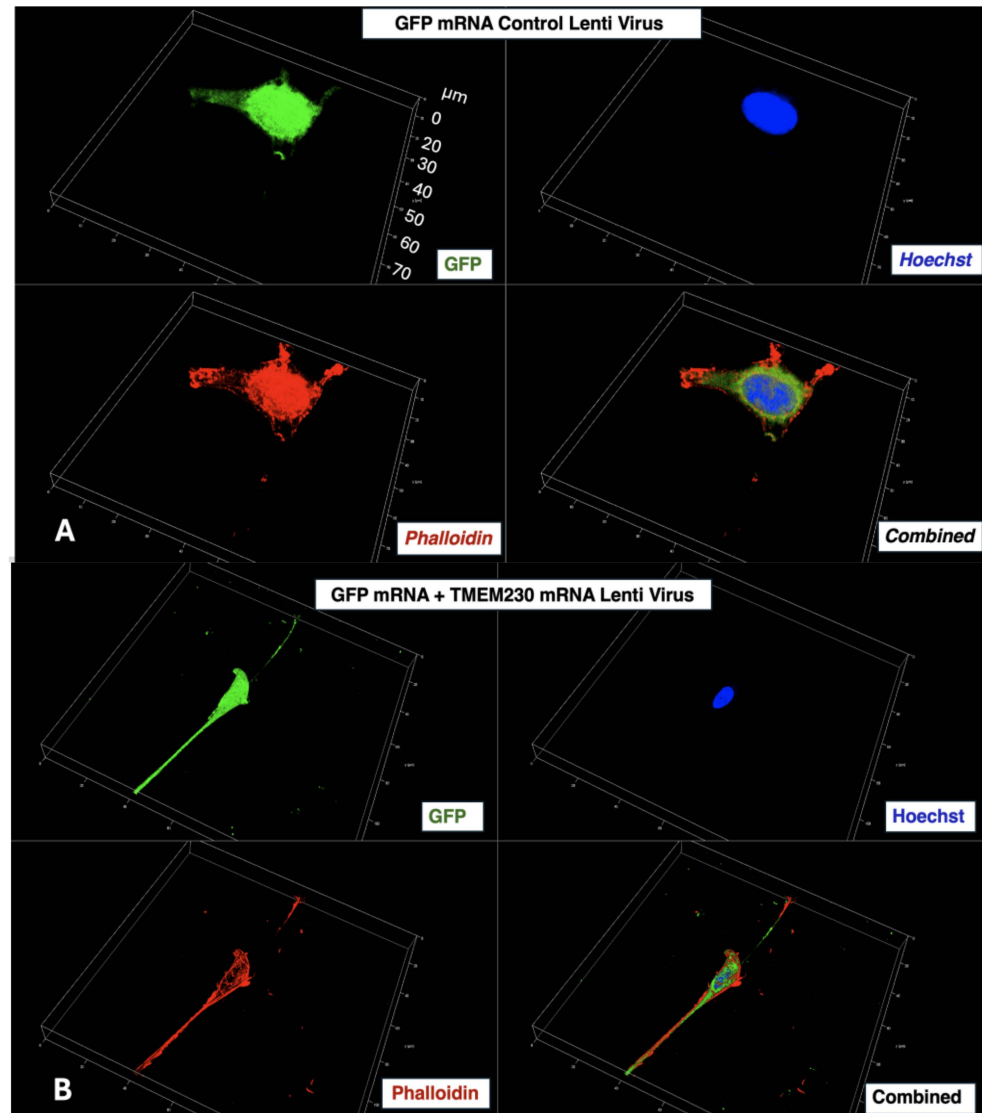 GFP mRNA Control Lenti Virus
µm
0
20
30
40
50
60
70
GFP
Hoechst
A
Phalloidin
Combined
GFP mRNA + TMEM230 mRNA Lenti Virus
GFP
Hoechst
B
Phalloidin
Combined